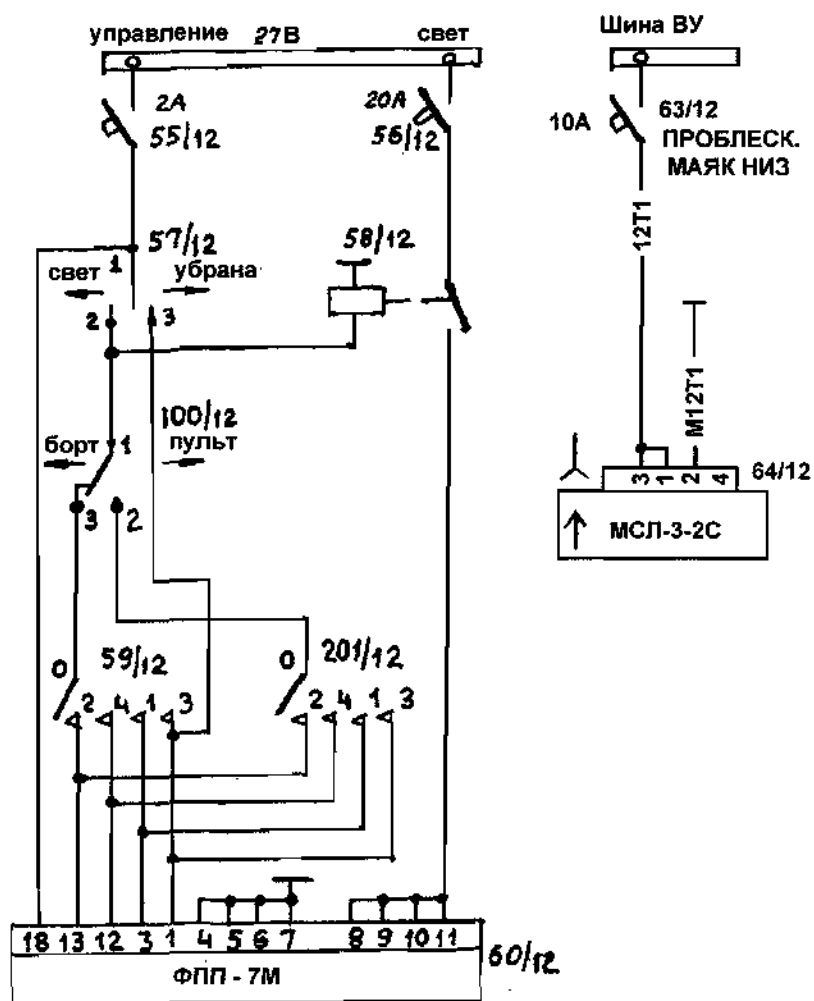 управление 27В свет
Шина ВУ
2А
55/12
20А
56/12
10А
63/12
ПРОБЛЕСК.
МАЯК НИЗ
12Т1
57/12
1
свет убрана
2 3
58/12
М12Т1
100/12
борт 1 пульт
3 2
3 1 2 4
64/12
МСЛ-3-2С
0 59/12
2 4 1 3
0 201/12
2 4 1 3
18 13 12 3 1 4 5 6 7 8 9 10 11
60/12
ФПП - 7М